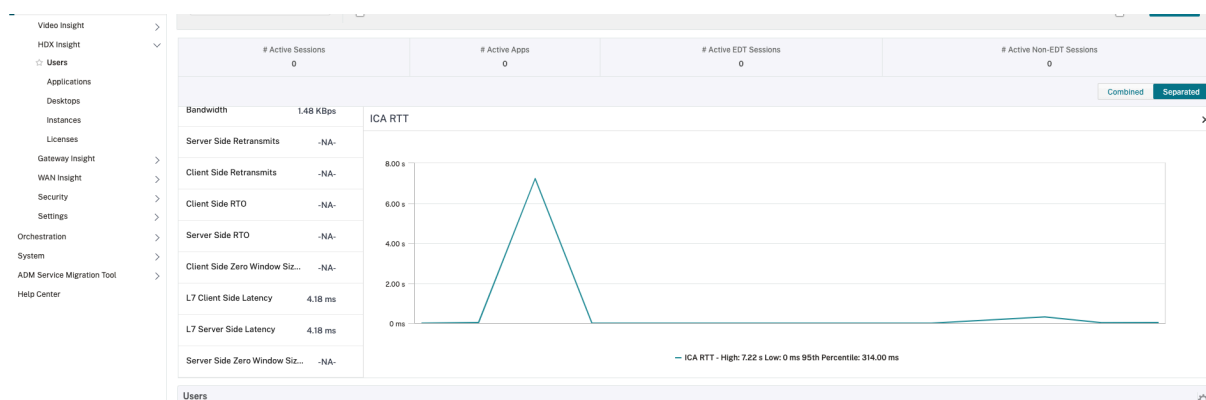 Video Insight
HDX Insight
Users
Applications
Desktops
Instances
Licenses
Gateway Insight
WAN Insight
Security
Settings
Orchestration
System
ADM Service Migration Tool
Help Center
# Active Sessions # Active Apps # Active EDT Sessions # Active Non-EDT Sessions
0 0 0 0
Combined Separated
Bandwidth 1.48 KBps
Server Side Retransmits -NA-
Client Side Retransmits -NA-
Client Side RTO -NA-
Server Side RTO -NA-
Client Side Zero Window Siz... -NA-
L7 Client Side Latency 4.18 ms
L7 Server Side Latency 4.18 ms
Server Side Zero Window Siz... -NA-
ICA RTT
8.00 s
6.00 s
4.00 s
2.00 s
0 ms
ICA RTT - High: 7.22 s Low: 0 ms 95th Percentile: 314.00 ms
Users